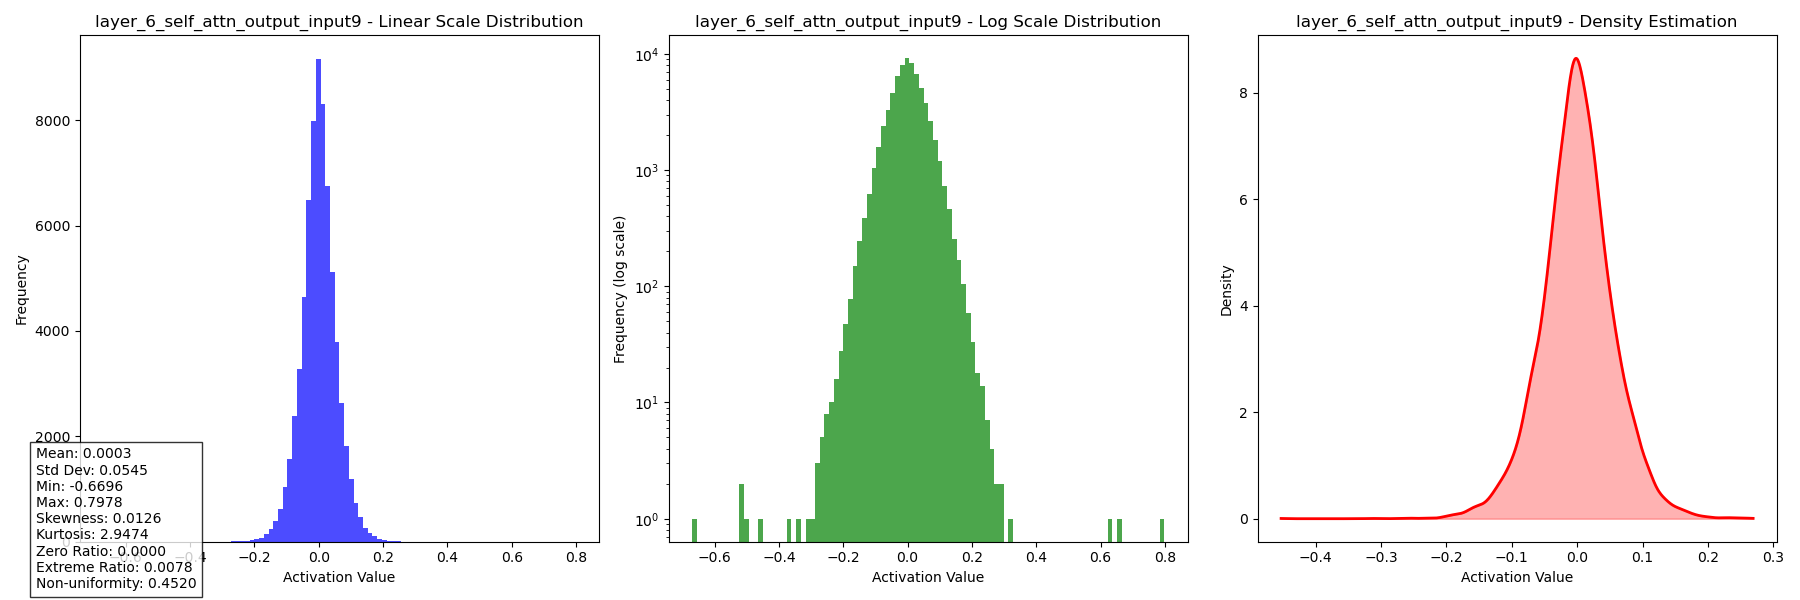 layer_6_self_attn_output_input9 - Linear Scale Distribution
Frequency
8000
6000
4000
2000
0
−0.4
−0.2
0.0
0.2
0.4
0.6
0.8
Activation Value
Mean: 0.0003
Std Dev: 0.0545
Min: -0.6696
Max: 0.7978
Skewness: 0.0126
Kurtosis: 2.9474
Zero Ratio: 0.0000
Extreme Ratio: 0.0078
Non-uniformity: 0.4520
layer_6_self_attn_output_input9 - Log Scale Distribution
Frequency (log scale)
10⁴
10³
10²
10¹
10⁰
−0.6
−0.4
−0.2
0.0
0.2
0.4
0.6
0.8
Activation Value
layer_6_self_attn_output_input9 - Density Estimation
Density
8
6
4
2
0
−0.4
−0.3
−0.2
−0.1
0.0
0.1
0.2
0.3
Activation Value